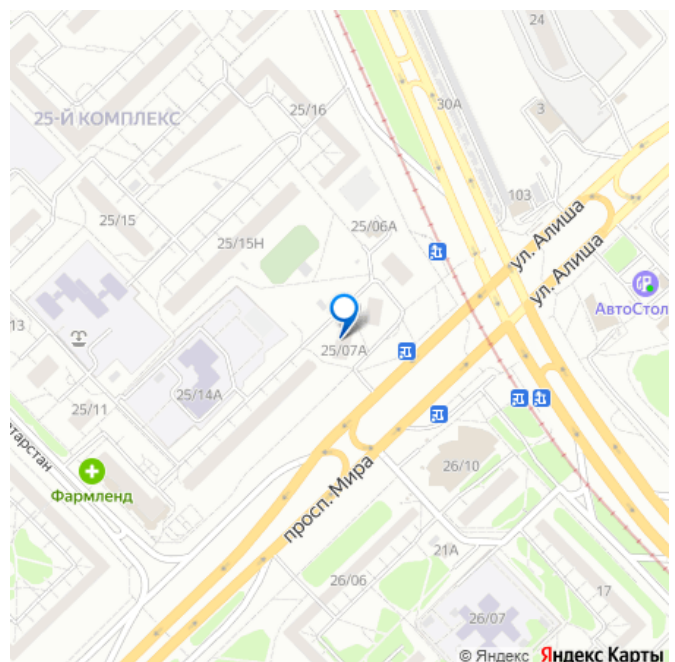 24
30А
3
25/16
25-Й КОМПЛЕКС
103
ул. Алиша
25/15
25/06А
25/15Н
ул. Алиша
АвтоСтол
13
25/07А
25/14А
25/11
тарстан
Фармленд
26/10
просп. Мира
21А
26/06
17
26/07
© Яндекс Яндекс Карты